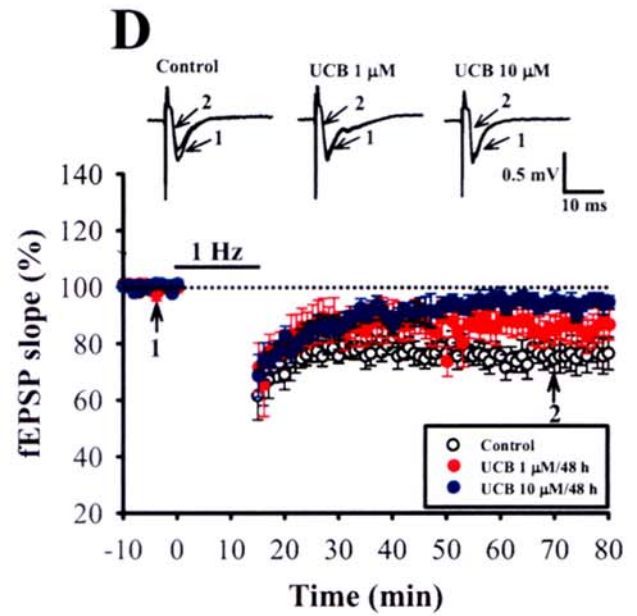 D
Control
UCB 1 µM
UCB 10 µM
2
1
2
1
2
1
0.5 mV
10 ms
fEPSP slope (%)
140
120
100
80
60
40
20
1 Hz
1
2
Control
UCB 1 µM/48 h
UCB 10 µM/48 h
-10 0 10 20 30 40 50 60 70 80
Time (min)